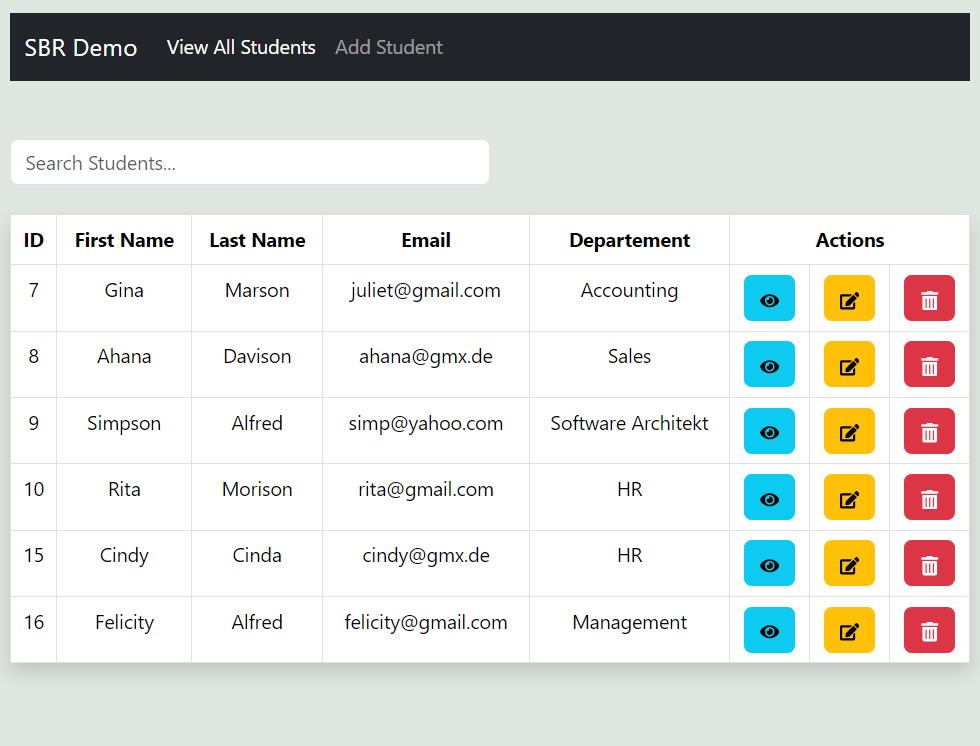 SBR Demo View All Students Add Student
Search Students...
ID First Name Last Name Email Departement Actions
7 Gina Marson juliet@gmail.com Accounting
8 Ahana Davison ahana@gmx.de Sales
9 Simpson Alfred simp@yahoo.com Software Architekt
10 Rita Morison rita@gmail.com HR
15 Cindy Cinda cindy@gmx.de HR
16 Felicity Alfred felicity@gmail.com Management